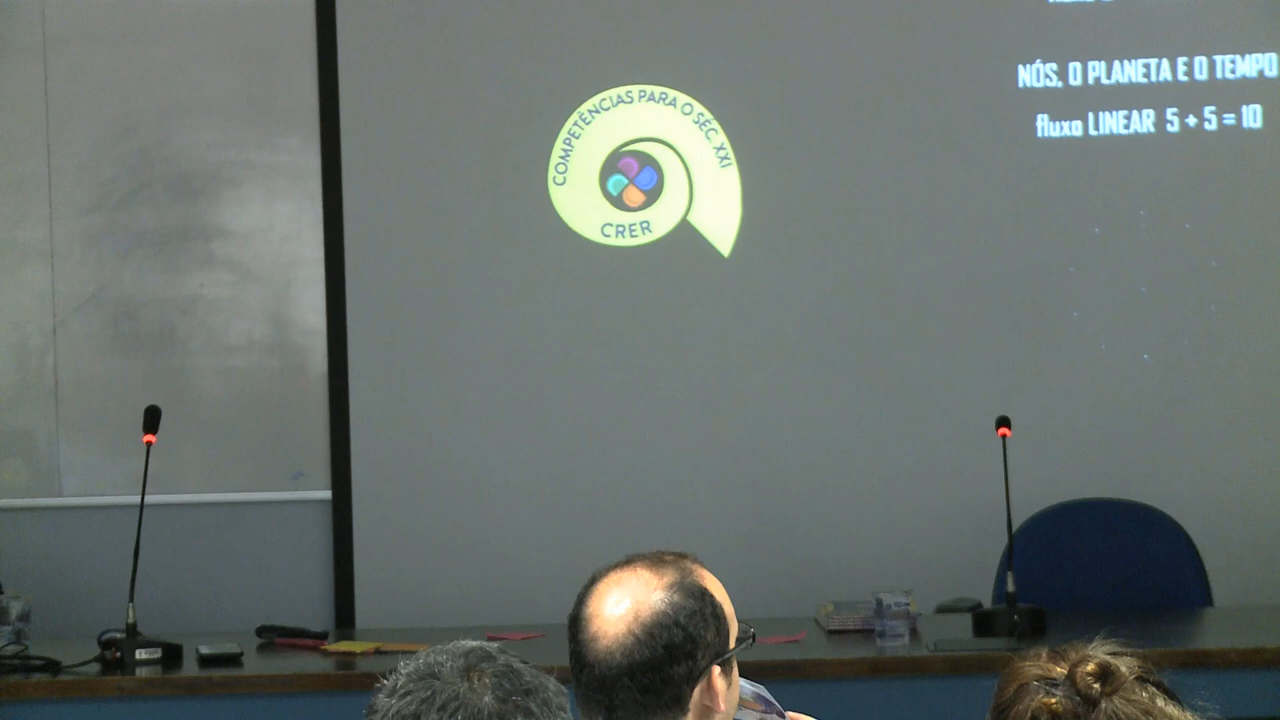 COMPETÊNCIAS PARA O SÉC. XXI
CRER
NÓS, O PLANETA E O TEMPO
fluxo LINEAR 5 + 5 = 10